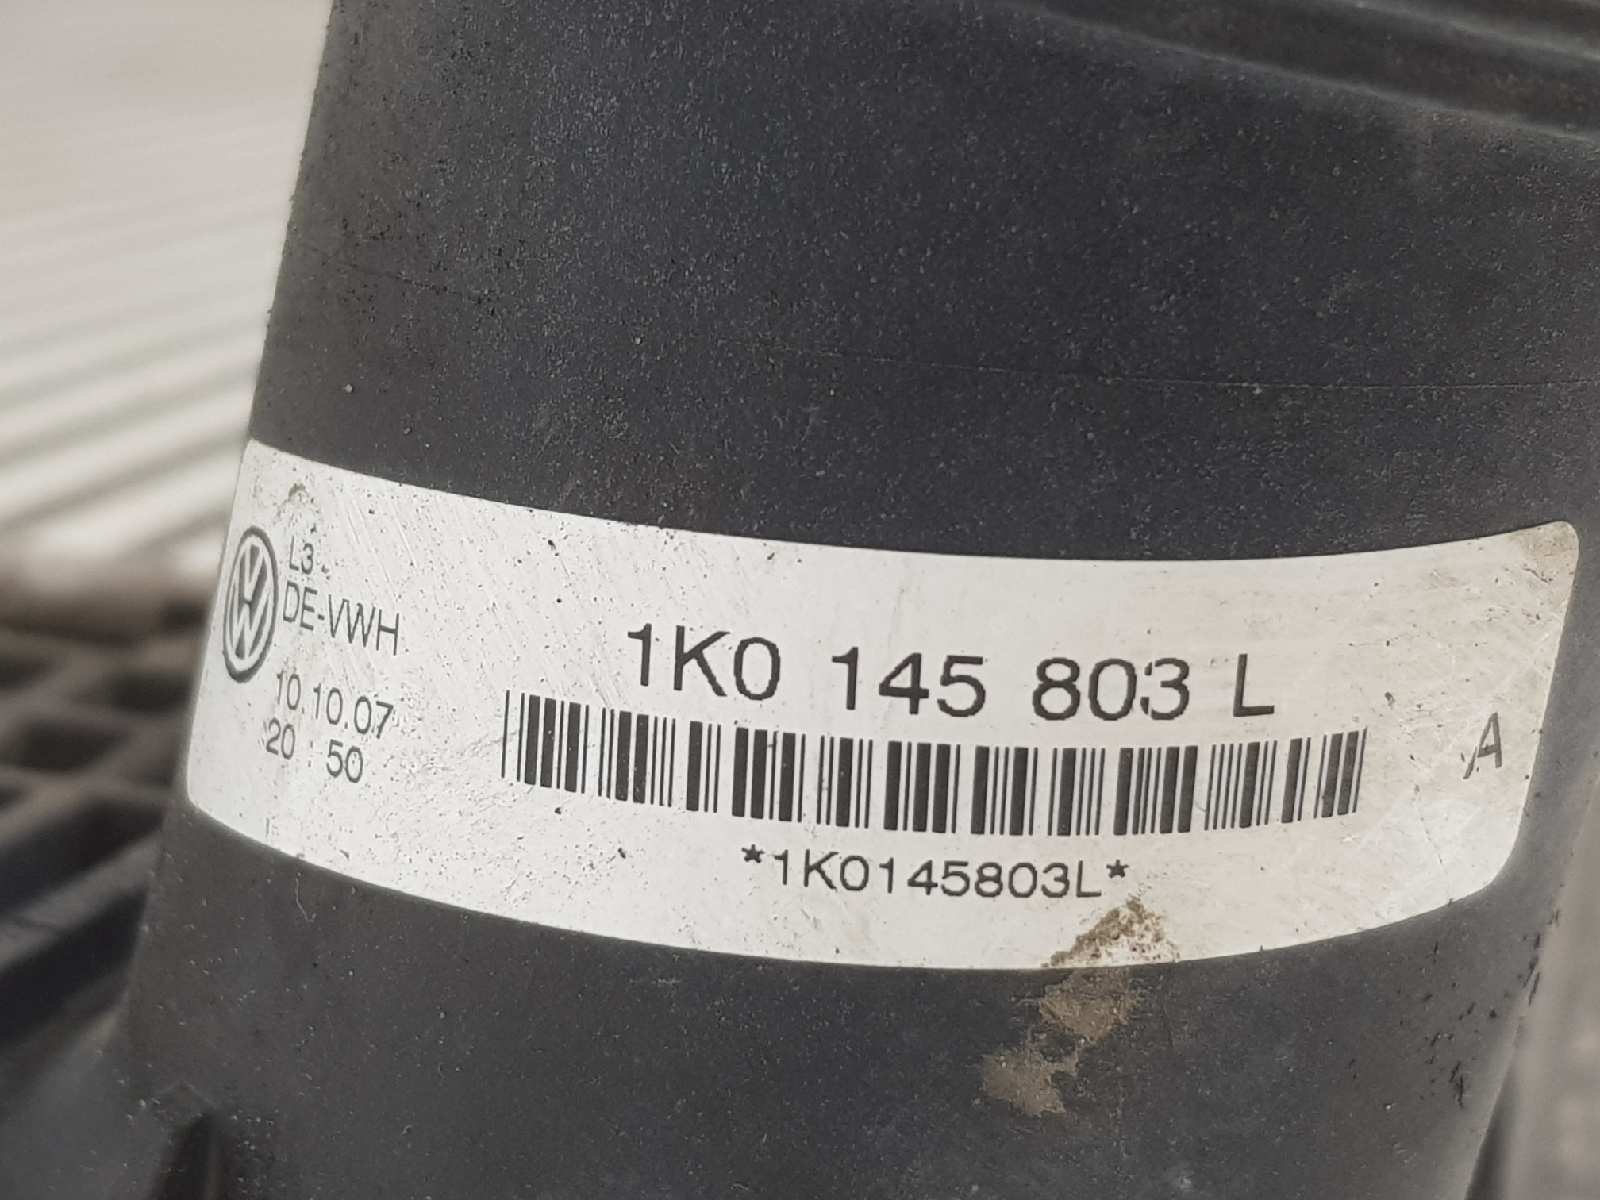 L3
DE-VWH
10.10.07
20 : 50
1K0 145 803 L
A
*1K0145803L*